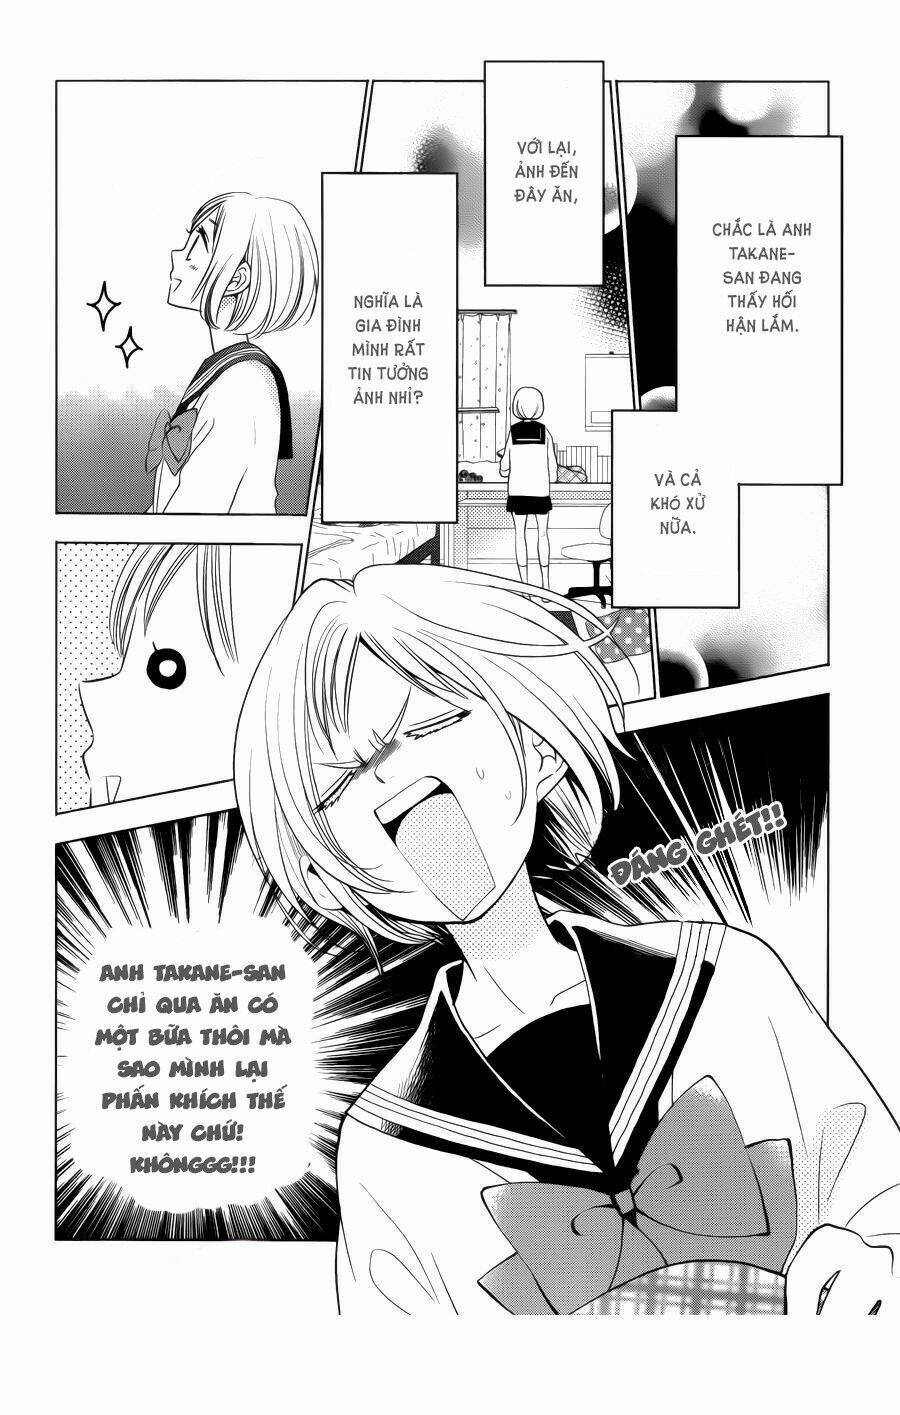 CHẮC LÀ ANH
TAKANE-
SAN ĐANG
THẤY HỐI
HẬN LẮM.
VÀ CẢ
KHÓ XỬ
NỮA.
VỚI LẠI,
ẢNH ĐẾN
ĐÂY ĂN,
NGHĨA LÀ
GIA ĐÌNH
MÌNH RẤT
TIN TƯỞNG
ẢNH NHỈ?
ĐÁNG GHÉT!!
ANH TAKANE-SAN
CHỈ QUA ĂN CÓ
MỘT BỮA THÔI MÀ
SAO MÌNH LẠI
PHẤN KHÍCH THẾ
NÀY CHỨ!
KHÔNGGG!!!